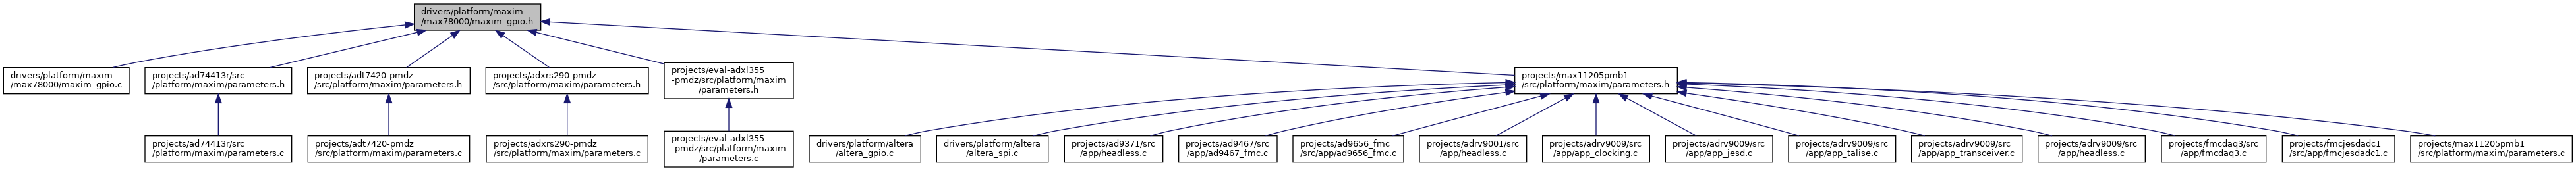 drivers/platform/maxim
/max78000/maxim_gpio.h
drivers/platform/maxim
/max78000/maxim_gpio.c
projects/ad74413r/src
/platform/maxim/parameters.h
projects/adt7420-pmdz
/src/platform/maxim/parameters.h
projects/adxrs290-pmdz
/src/platform/maxim/parameters.h
projects/eval-adxl355
-pmdz/src/platform/maxim
/parameters.h
projects/max11205pmb1
/src/platform/maxim/parameters.h
projects/ad74413r/src
/platform/maxim/parameters.c
projects/adt7420-pmdz
/src/platform/maxim/parameters.c
projects/adxrs290-pmdz
/src/platform/maxim/parameters.c
projects/eval-adxl355
-pmdz/src/platform/maxim
/parameters.c
drivers/platform/altera
/altera_gpio.c
drivers/platform/altera
/altera_spi.c
projects/ad9371/src
/app/headless.c
projects/ad9467/src
/app/ad9467_fmc.c
projects/ad9656_fmc
/src/app/ad9656_fmc.c
projects/adrv9001/src
/app/headless.c
projects/adrv9009/src
/app/app_clocking.c
projects/adrv9009/src
/app/app_jesd.c
projects/adrv9009/src
/app/app_talise.c
projects/adrv9009/src
/app/app_transceiver.c
projects/adrv9009/src
/app/headless.c
projects/fmcdaq3/src
/app/fmcdaq3.c
projects/fmcjesdadc1
/src/app/fmcjesdadc1.c
projects/max11205pmb1
/src/platform/maxim/parameters.c